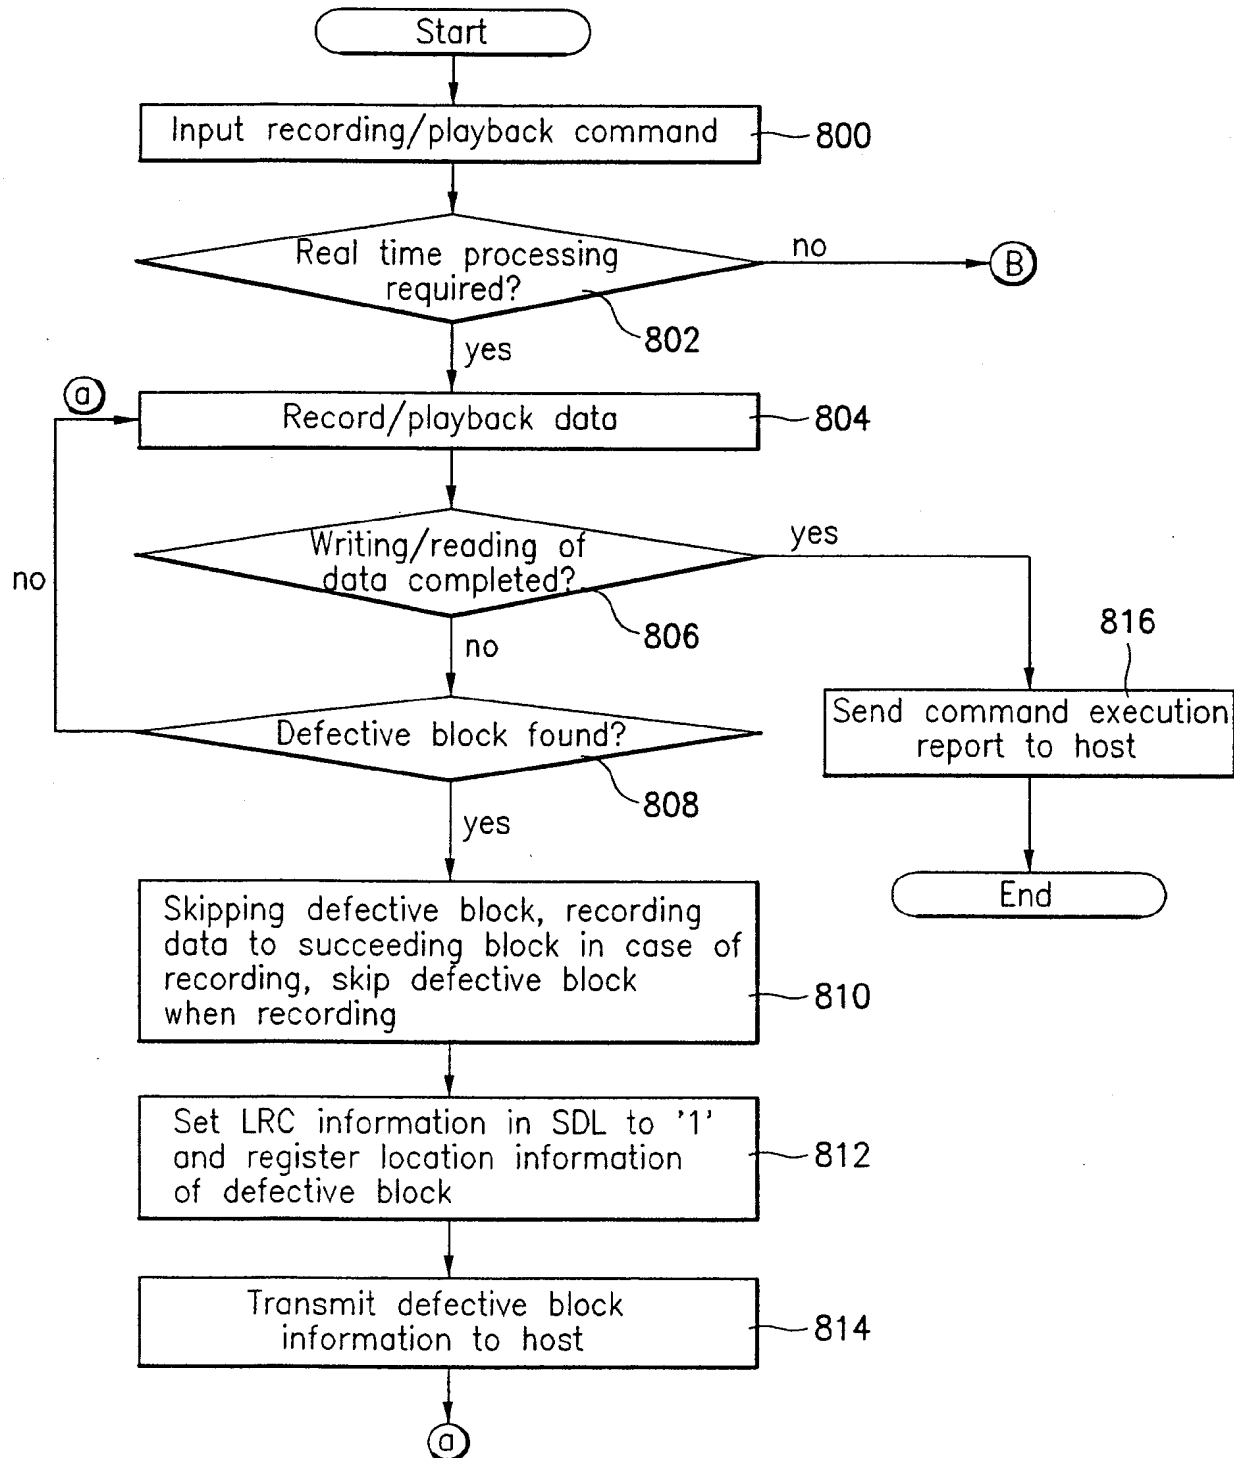 Start
Input recording/playback command
800
Real time processing
required?
802
no
B
yes
a
Record/playback data
804
Writing/reading of
data completed?
806
yes
no
no
816
Send command execution
report to host
Defective block found?
808
yes
End
Skipping defective block, recording
data to succeeding block in case of
recording, skip defective block
when recording
810
Set LRC information in SDL to '1'
and register location information
of defective block
812
Transmit defective block
information to host
814
a